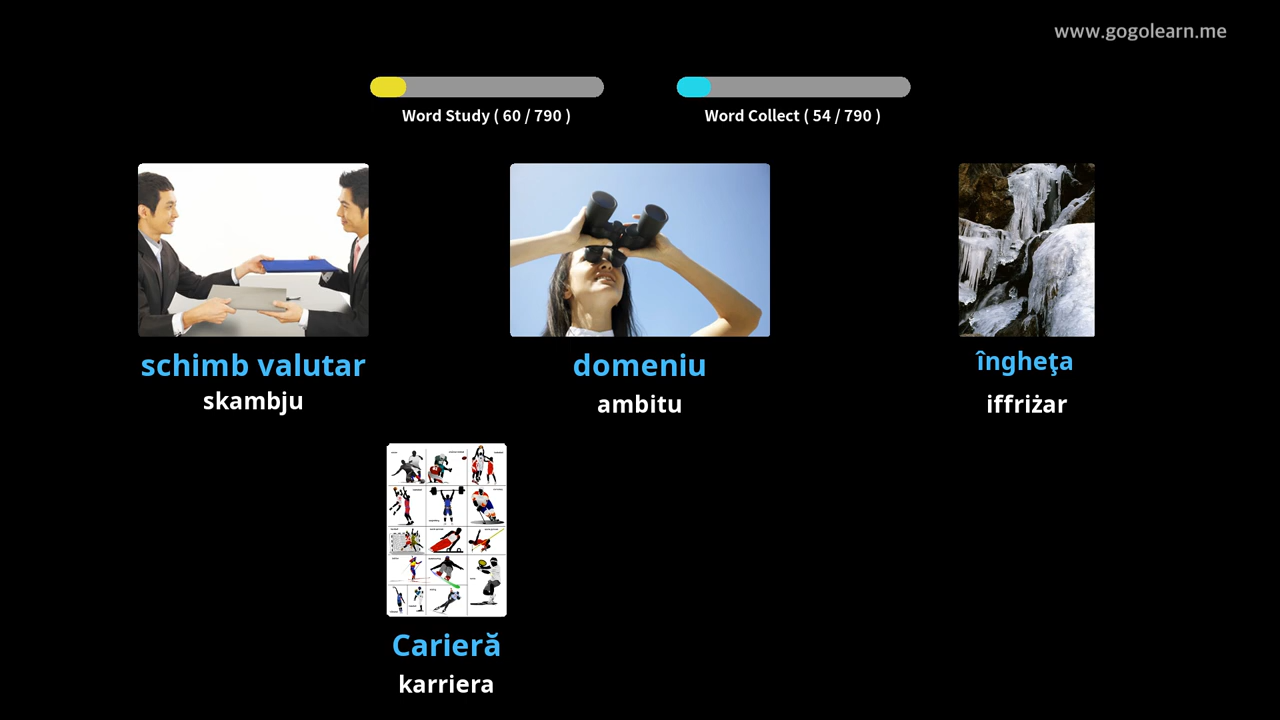 www.gogolearn.me
Word Study ( 60 / 790 )
Word Collect ( 54 / 790 )
schimb valutar
skambju
domeniu
ambitu
îngheţa
iffriżar
Carieră
karriera